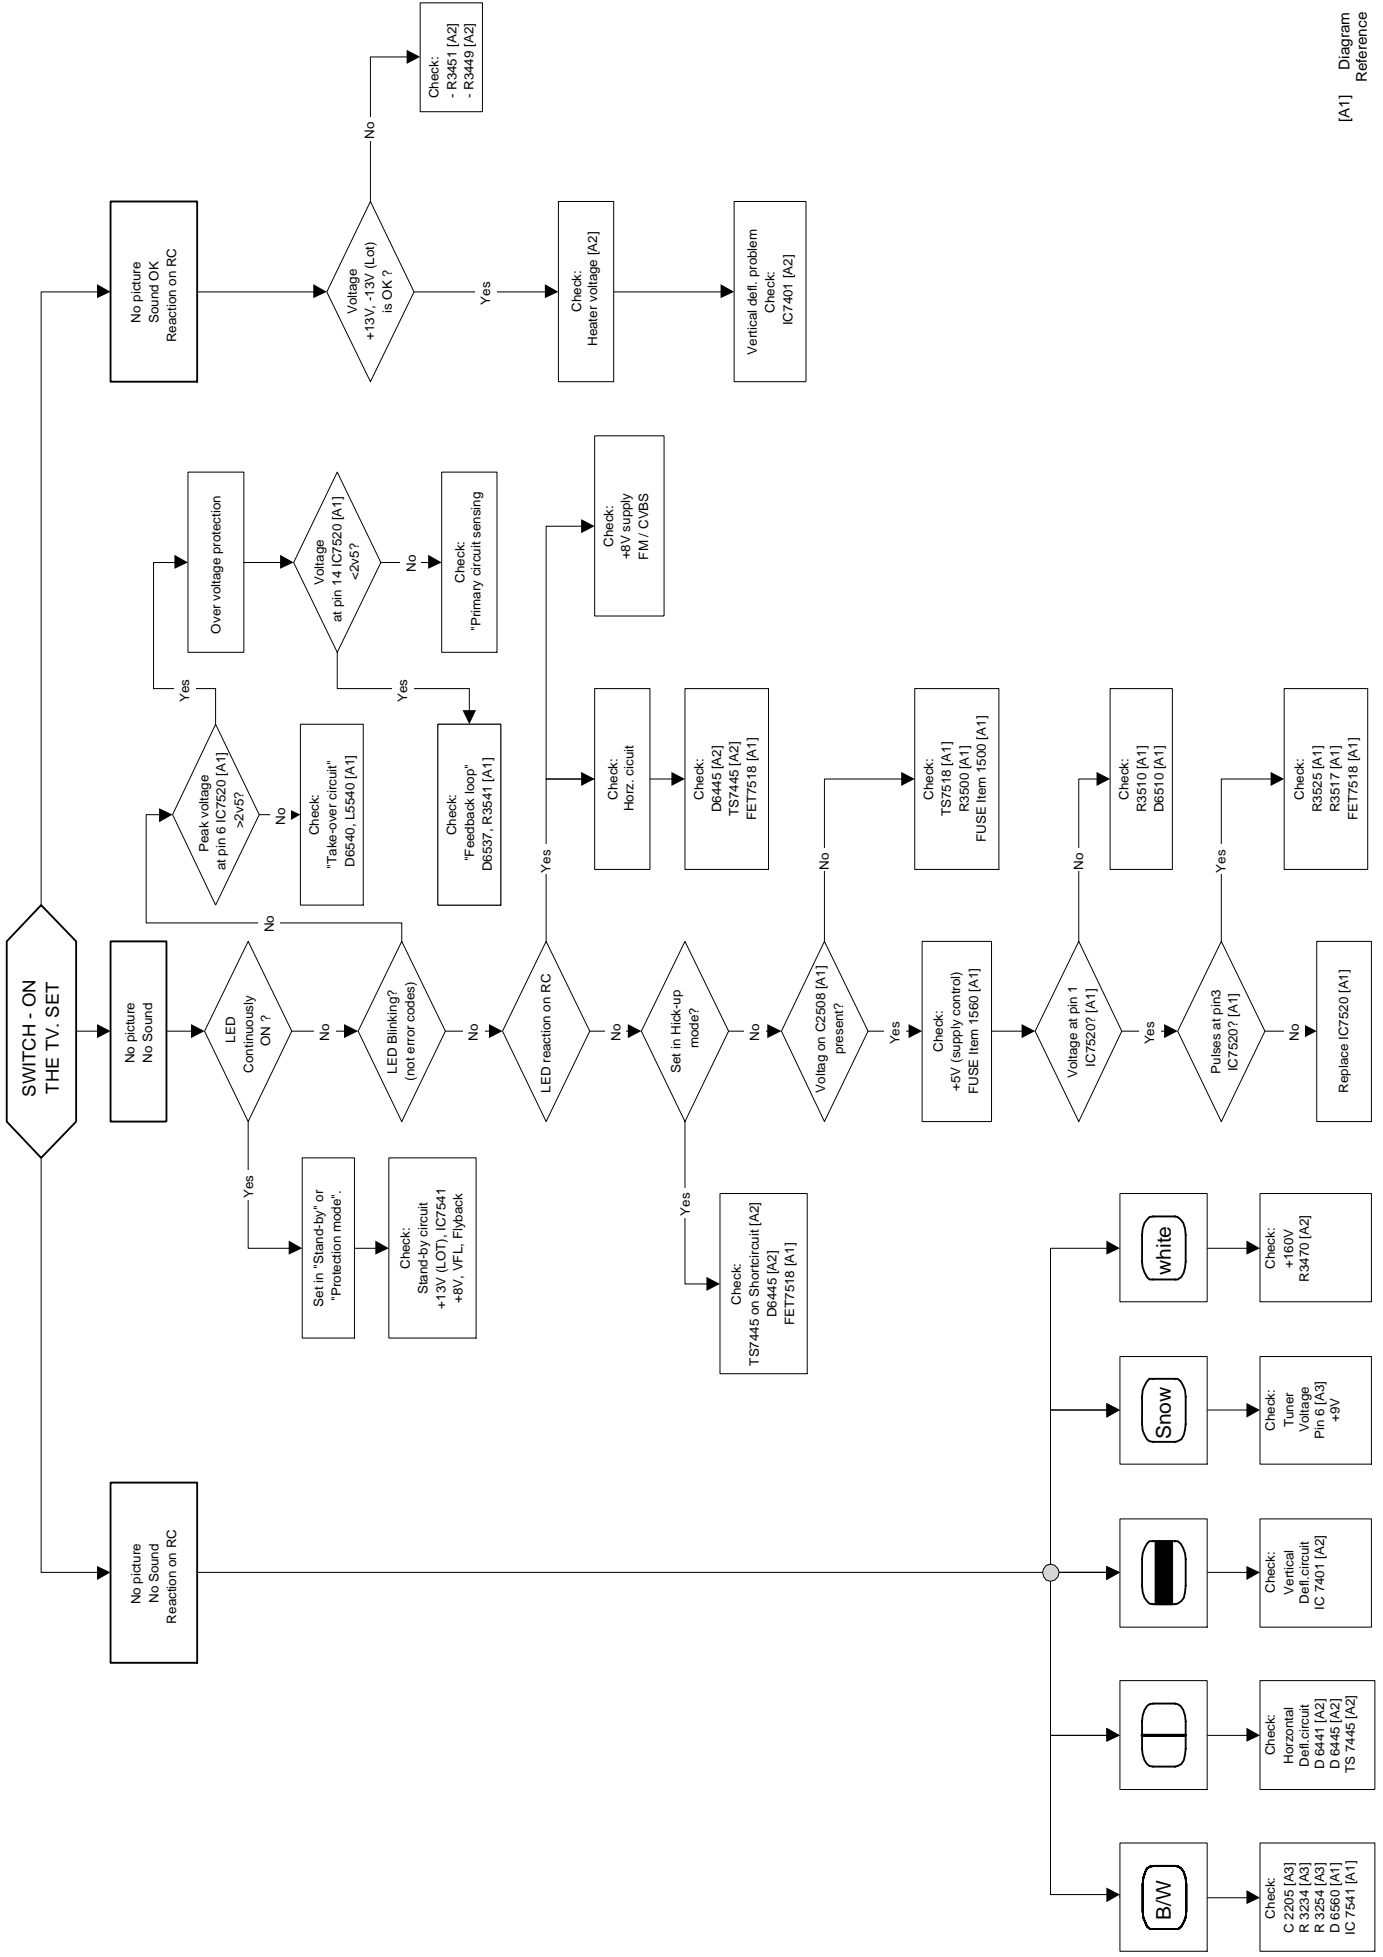 SWITCH - ON
THE TV. SET
No picture
No Sound
Reaction on RC
No picture
No Sound
No picture
Sound OK
Reaction on RC
LED
Continuously
ON ?
Yes
No
Set in "Stand-by" or
"Protection mode".
Check:
Stand-by circuit
+13V (LOT), IC7541
+8V, VFL, Flyback
LED Blinking?
(not error codes)
No
No
Peak voltage
at pin 6 IC7520 [A1]
>2v5?
Yes
No
Check:
"Take-over circuit"
D6540, L5540 [A1]
Over voltage protection
Voltage
at pin 14 IC7520 [A1]
<2v5?
Yes
No
Check:
"Feedback loop"
D6537, R3541 [A1]
Check:
"Primary circuit sensing
Voltage
+13V, -13V (Lot)
is OK ?
No
Yes
Check:
- R3451 [A2]
- R3449 [A2]
Check:
Heater voltage [A2]
Vertical defl. problem
Check:
IC7401 [A2]
LED reaction on RC
Yes
No
Check:
Horz. cicuit
Check:
+8V supply
FM / CVBS
Check:
D6445 [A2]
TS7445 [A2]
FET7518 [A1]
Set in Hick-up
mode?
Yes
No
Check:
TS7445 on Shortcircuit [A2]
D6445 [A2]
FET7518 [A1]
Voltag on C2508 [A1]
present?
No
Yes
Check:
TS7518 [A1]
R3500 [A1]
FUSE Item 1500 [A1]
Check:
+5V (supply control)
FUSE Item 1560 [A1]
Voltage at pin 1
IC7520? [A1]
No
Yes
Check:
R3510 [A1]
D6510 [A1]
Pulses at pin3
IC7520? [A1]
Yes
No
Check:
R3525 [A1]
R3517 [A1]
FET7518 [A1]
Replace IC7520 [A1]
B/W
Snow
white
Check:
C 2205 [A3]
R 3234 [A3]
R 3254 [A3]
D 6560 [A1]
IC 7541 [A1]
Check:
Horzontal
Defl.circuit
D 6441 [A2]
D 6445 [A2]
TS 7445 [A2]
Check:
Vertical
Defl.circuit
IC 7401 [A2]
Check:
Tuner
Voltage
Pin 6 [A3]
+9V
Check:
+160V
R3470 [A2]
[A1] Diagram
Reference